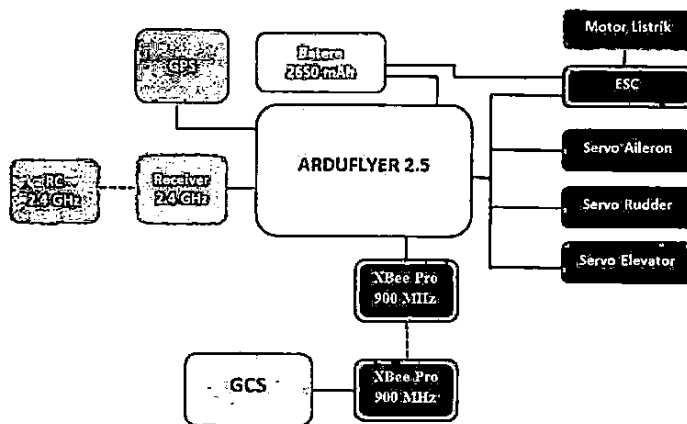 Motor Listrik
Batere
2650 mAh
GPS
ESC
ARDUFLYER 2.5
Servo Aileron
RC
2.4 GHz
Receiver
2.4 GHz
Servo Rudder
Servo Elevator
XBee Pro
900 MHz
GCS
XBee Pro
900 MHz